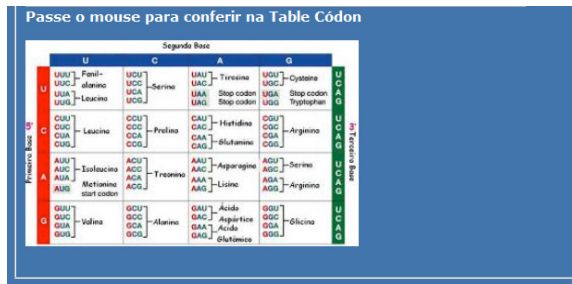 Passe o mouse para conferir na Table Códon
Segunda Base
U C A G
Primeira Base
Terceira Base
U
UUU UUC Fenil-alanina
UUA UUG Leucina
UCU UCC UCA UCG Serina
UAU UAC Tirosina
UAA Stop codon
UAG Stop codon
UGU UGC Cysteine
UGA Stop codon
UGG Tryptophan
U C A G
C
CUU CUC CUA CUG Leucina
CCU CCC CCA CCG Prolina
CAU CAC Histidina
CAA CAG Glutamina
CGU CGC CGA CGG Arginina
U C A G
A
AUU AUC AUA Isoleucina
AUG Metionina start codon
ACU ACC ACA ACG Treonina
AAU AAC Asparagina
AAA AAG Lisina
AGU AGC Serina
AGA AGG Arginina
U C A G
G
GUU GUC GUA GUG Valina
GCU GCC GCA GCG Alanina
GAU GAC Ácido Aspártico
GAA GAG Acido Glutâmico
GGU GGC GGA GGG Glicina
U C A G